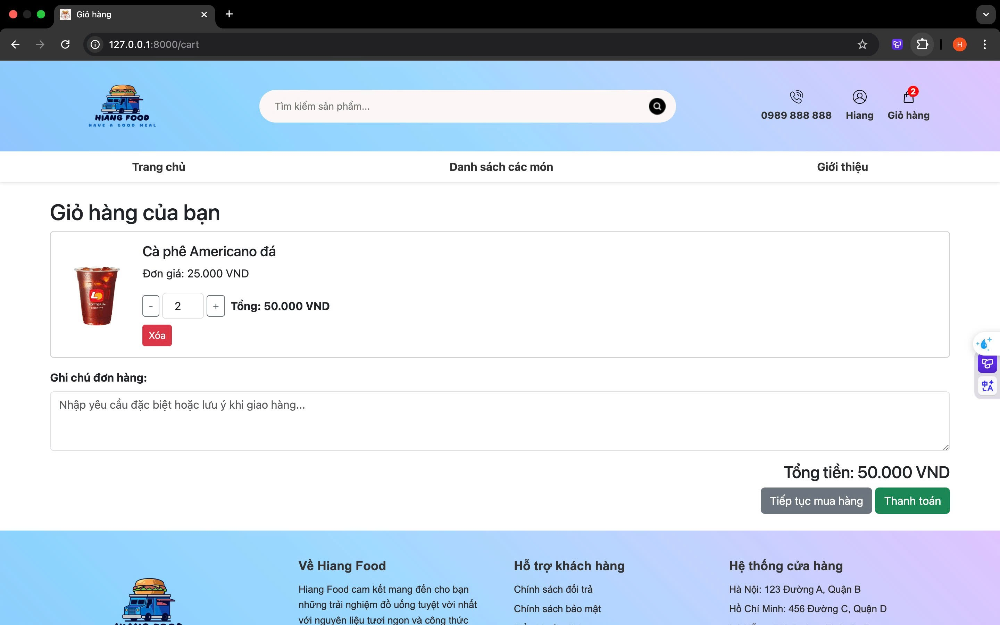 Giỏ hàng
127.0.0.1:8000/cart
H
HIANG FOOD
HAVE A GOOD MEAL
Tìm kiếm sản phẩm...
0989 888 888
Hiang
2
Giỏ hàng
Trang chủ
Danh sách các món
Giới thiệu
Giỏ hàng của bạn
Cà phê Americano đá
Đơn giá: 25.000 VND
LOTTERIA
SINCE 1979
- 2 + Tổng: 50.000 VND
Xóa
Ghi chú đơn hàng:
Nhập yêu cầu đặc biệt hoặc lưu ý khi giao hàng...
Tổng tiền: 50.000 VND
Tiếp tục mua hàng
Thanh toán
Về Hiang Food
Hiang Food cam kết mang đến cho bạn
những trải nghiệm đồ uống tuyệt vời nhất
với nguyên liệu tươi ngon và công thức
Hỗ trợ khách hàng
Chính sách đổi trả
Chính sách bảo mật
Hệ thống cửa hàng
Hà Nội: 123 Đường A, Quận B
Hồ Chí Minh: 456 Đường C, Quận D